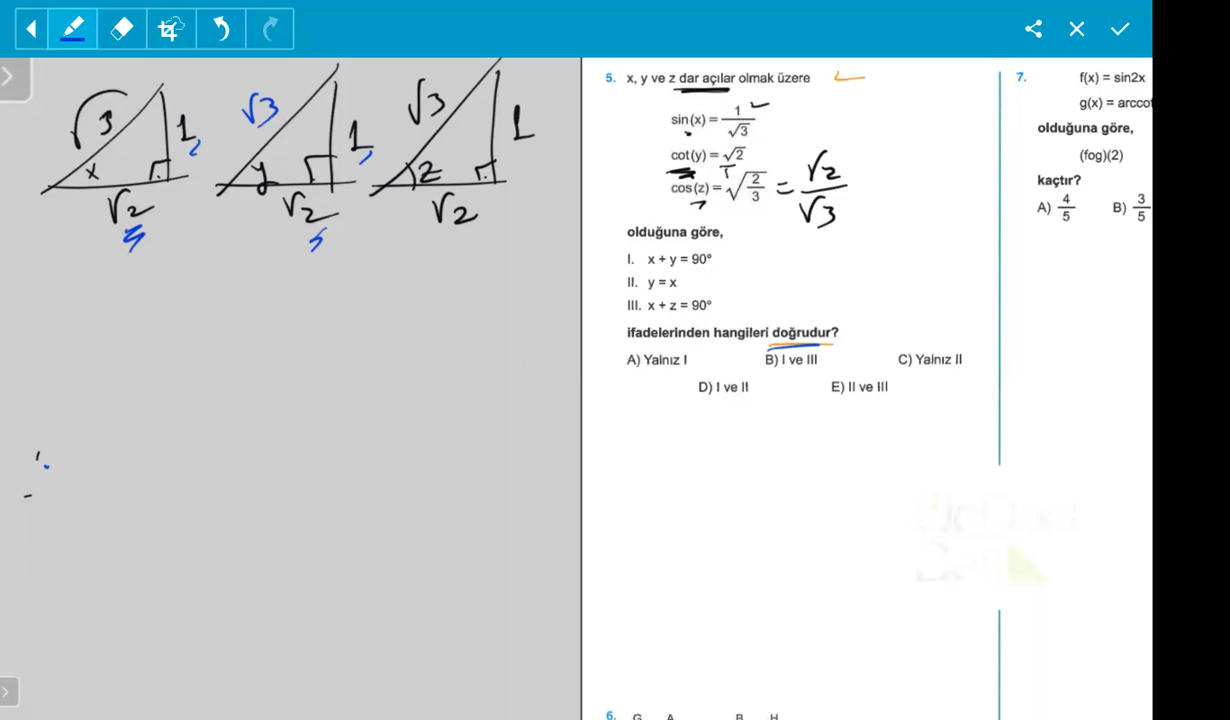 √3
1
x
√2
√3
1
y
√2
√3
1
z
√2
5. x, y ve z dar açılar olmak üzere
sin(x) = 1/√3
cot(y) = √2
cos(z) = √(2/3) = √2/√3
olduğuna göre,
I. x + y = 90°
II. y = x
III. x + z = 90°
ifadelerinden hangileri doğrudur?
A) Yalnız I B) I ve III C) Yalnız II
D) I ve II E) II ve III
7. f(x) = sin2x
g(x) = arccot
olduğuna göre,
(fog)(2)
kaçtır?
A) 4/5 B) 3/5
6. G A B H